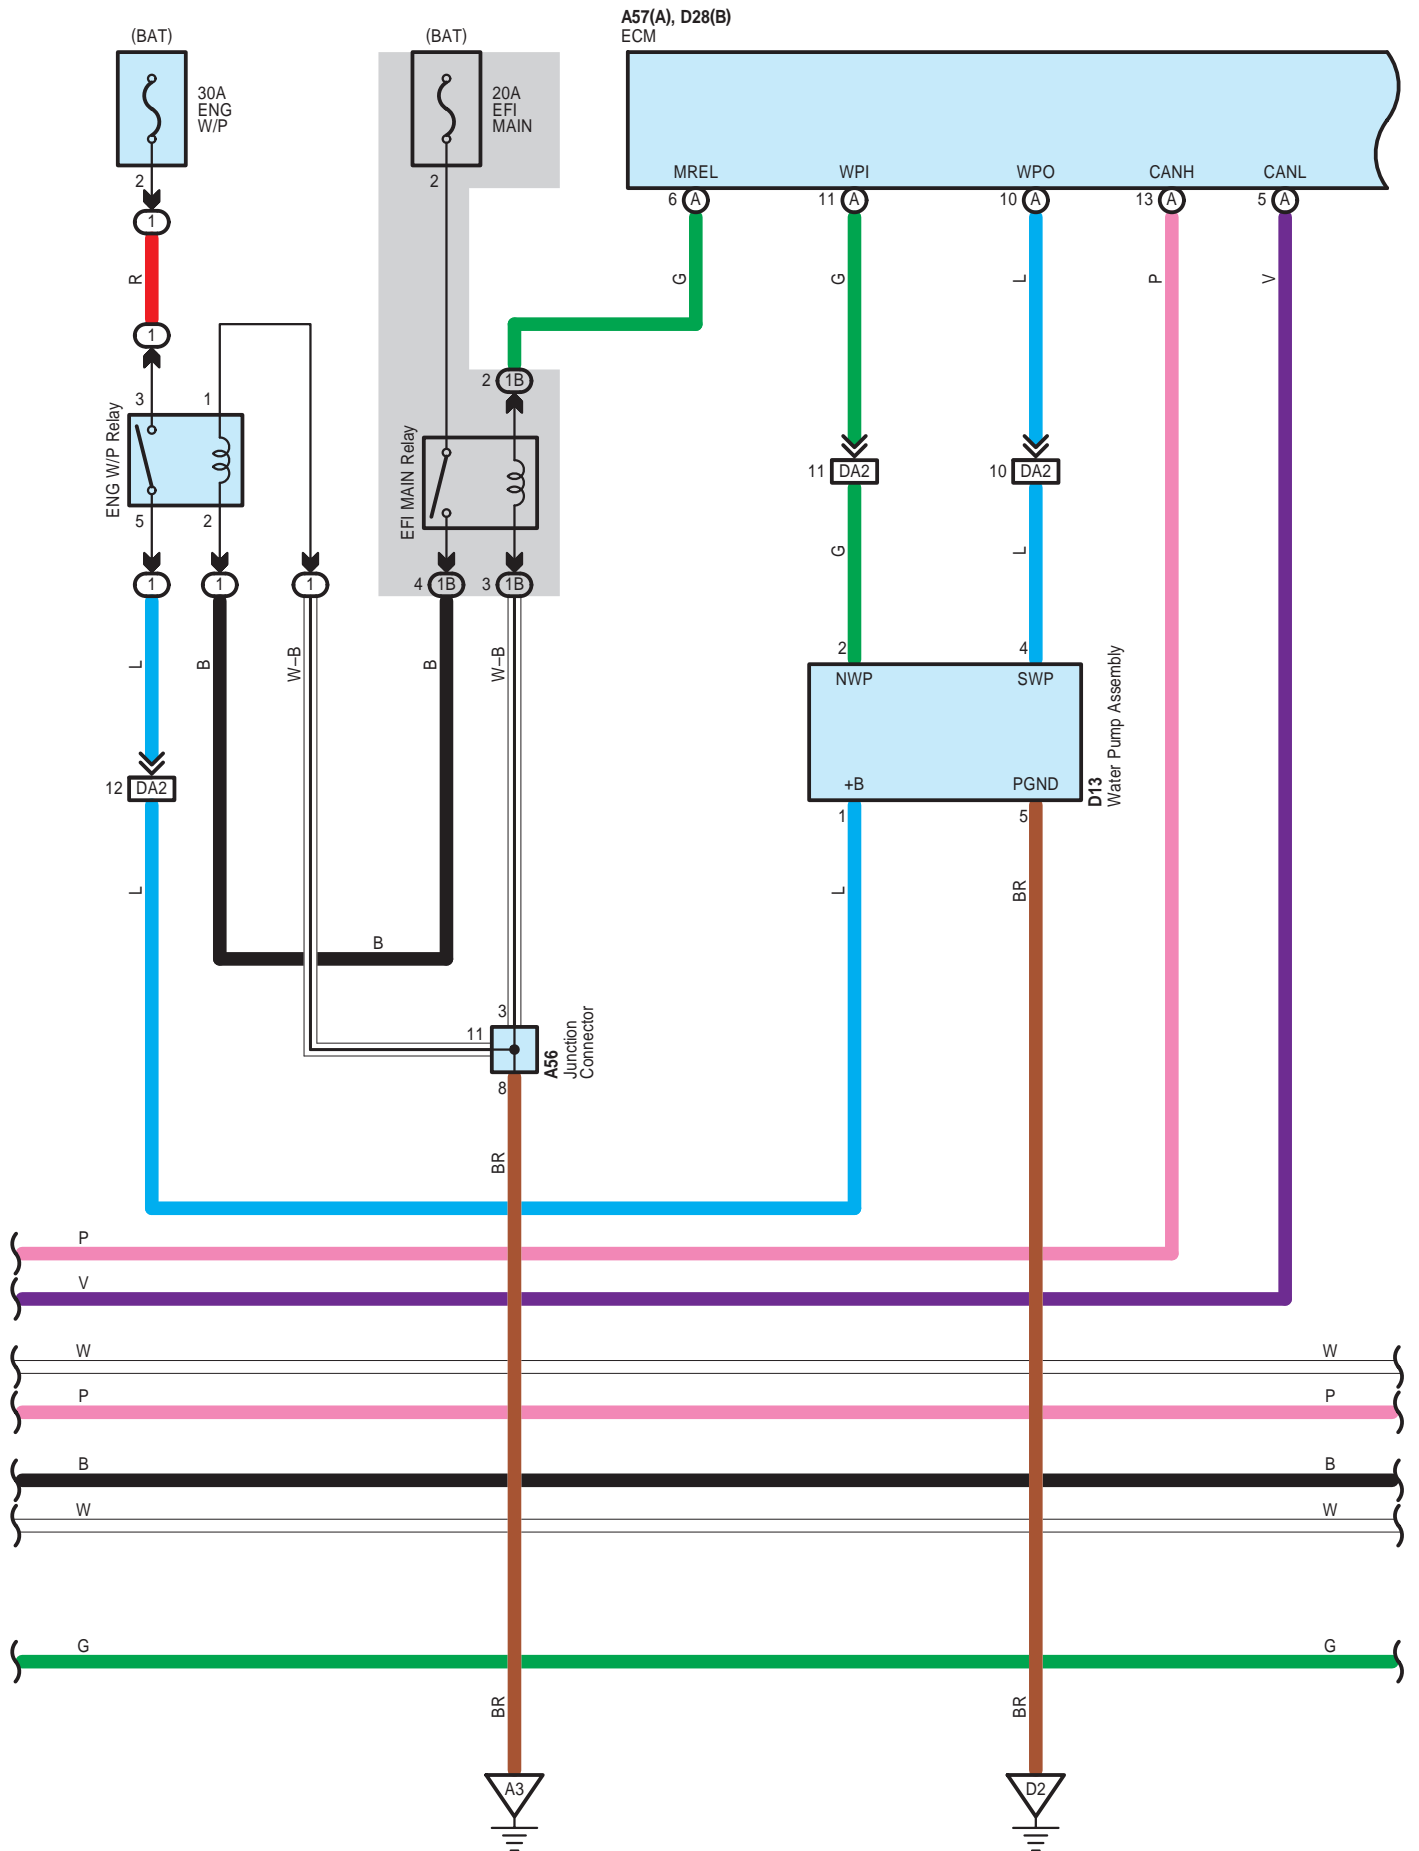 A57(A), D28(B)
ECM
(BAT)
(BAT)
30A
ENG
W/P
20A
EFI
MAIN
MREL
WPI
WPO
CANH
CANL
2
2
6 A
11 A
10 A
13 A
5 A
1
R
G
G
L
P
V
1
2 1B
3
1
ENG W/P Relay
EFI MAIN Relay
11 DA2
10 DA2
5
2
G
L
1
1
1
4 1B
3 1B
L
B
W–B
B
W–B
2
4
NWP
SWP
Water Pump Assembly
D13
12 DA2
+B
PGND
1
5
L
L
BR
B
3
11
A56
Junction
Connector
8
BR
P
V
W
W
P
P
B
B
W
W
G
G
BR
BR
A3
D2